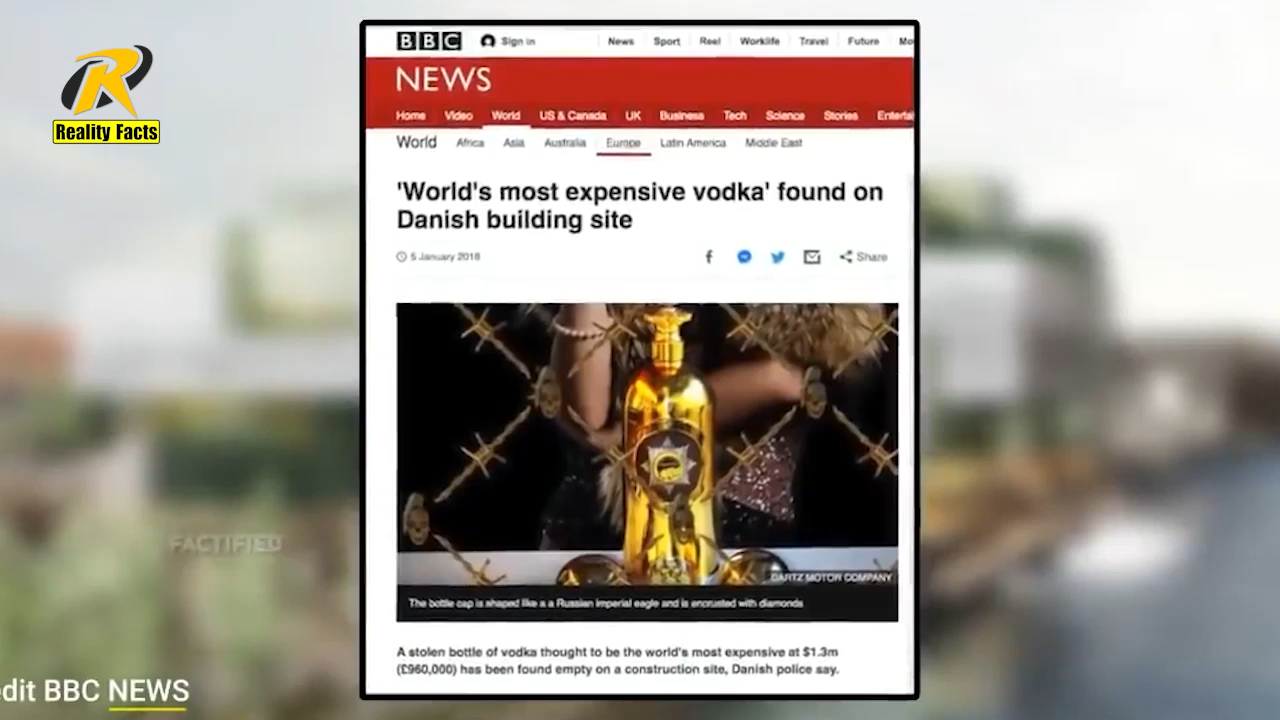 R
Reality Facts
BBC Sign in News Sport Reel Worklife Travel Future Mo
NEWS
Home Video World US & Canada UK Business Tech Science Stories Enterta
World Africa Asia Australia Europe Latin America Middle East
'World's most expensive vodka' found on
Danish building site
5 January 2018 Share
DARTZ MOTOR COMPANY
The bottle cap is shaped like a a Russian imperial eagle and is encrusted with diamonds
A stolen bottle of vodka thought to be the world's most expensive at $1.3m
(£960,000) has been found empty on a construction site, Danish police say.
FACTIFIED
edit BBC NEWS